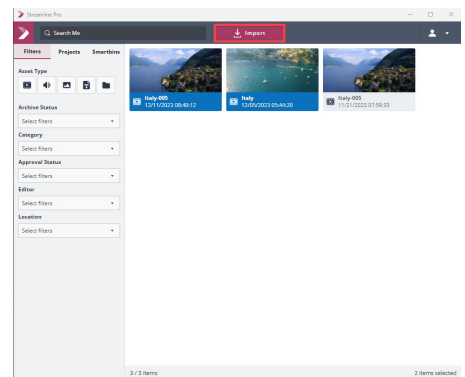 Streamline Pro
Search Me
Import
Filters Projects Smartbins
Asset Type
Archive Status
Select filters
Category
Select filters
Approval Status
Select filters
Editor
Select filters
Location
Select filters
Italy-005
12/11/2023 08:40:12
Italy
12/05/2023 05:44:20
Italy-005
11/21/2023 07:59:33
3 / 3 Items
2 items selected